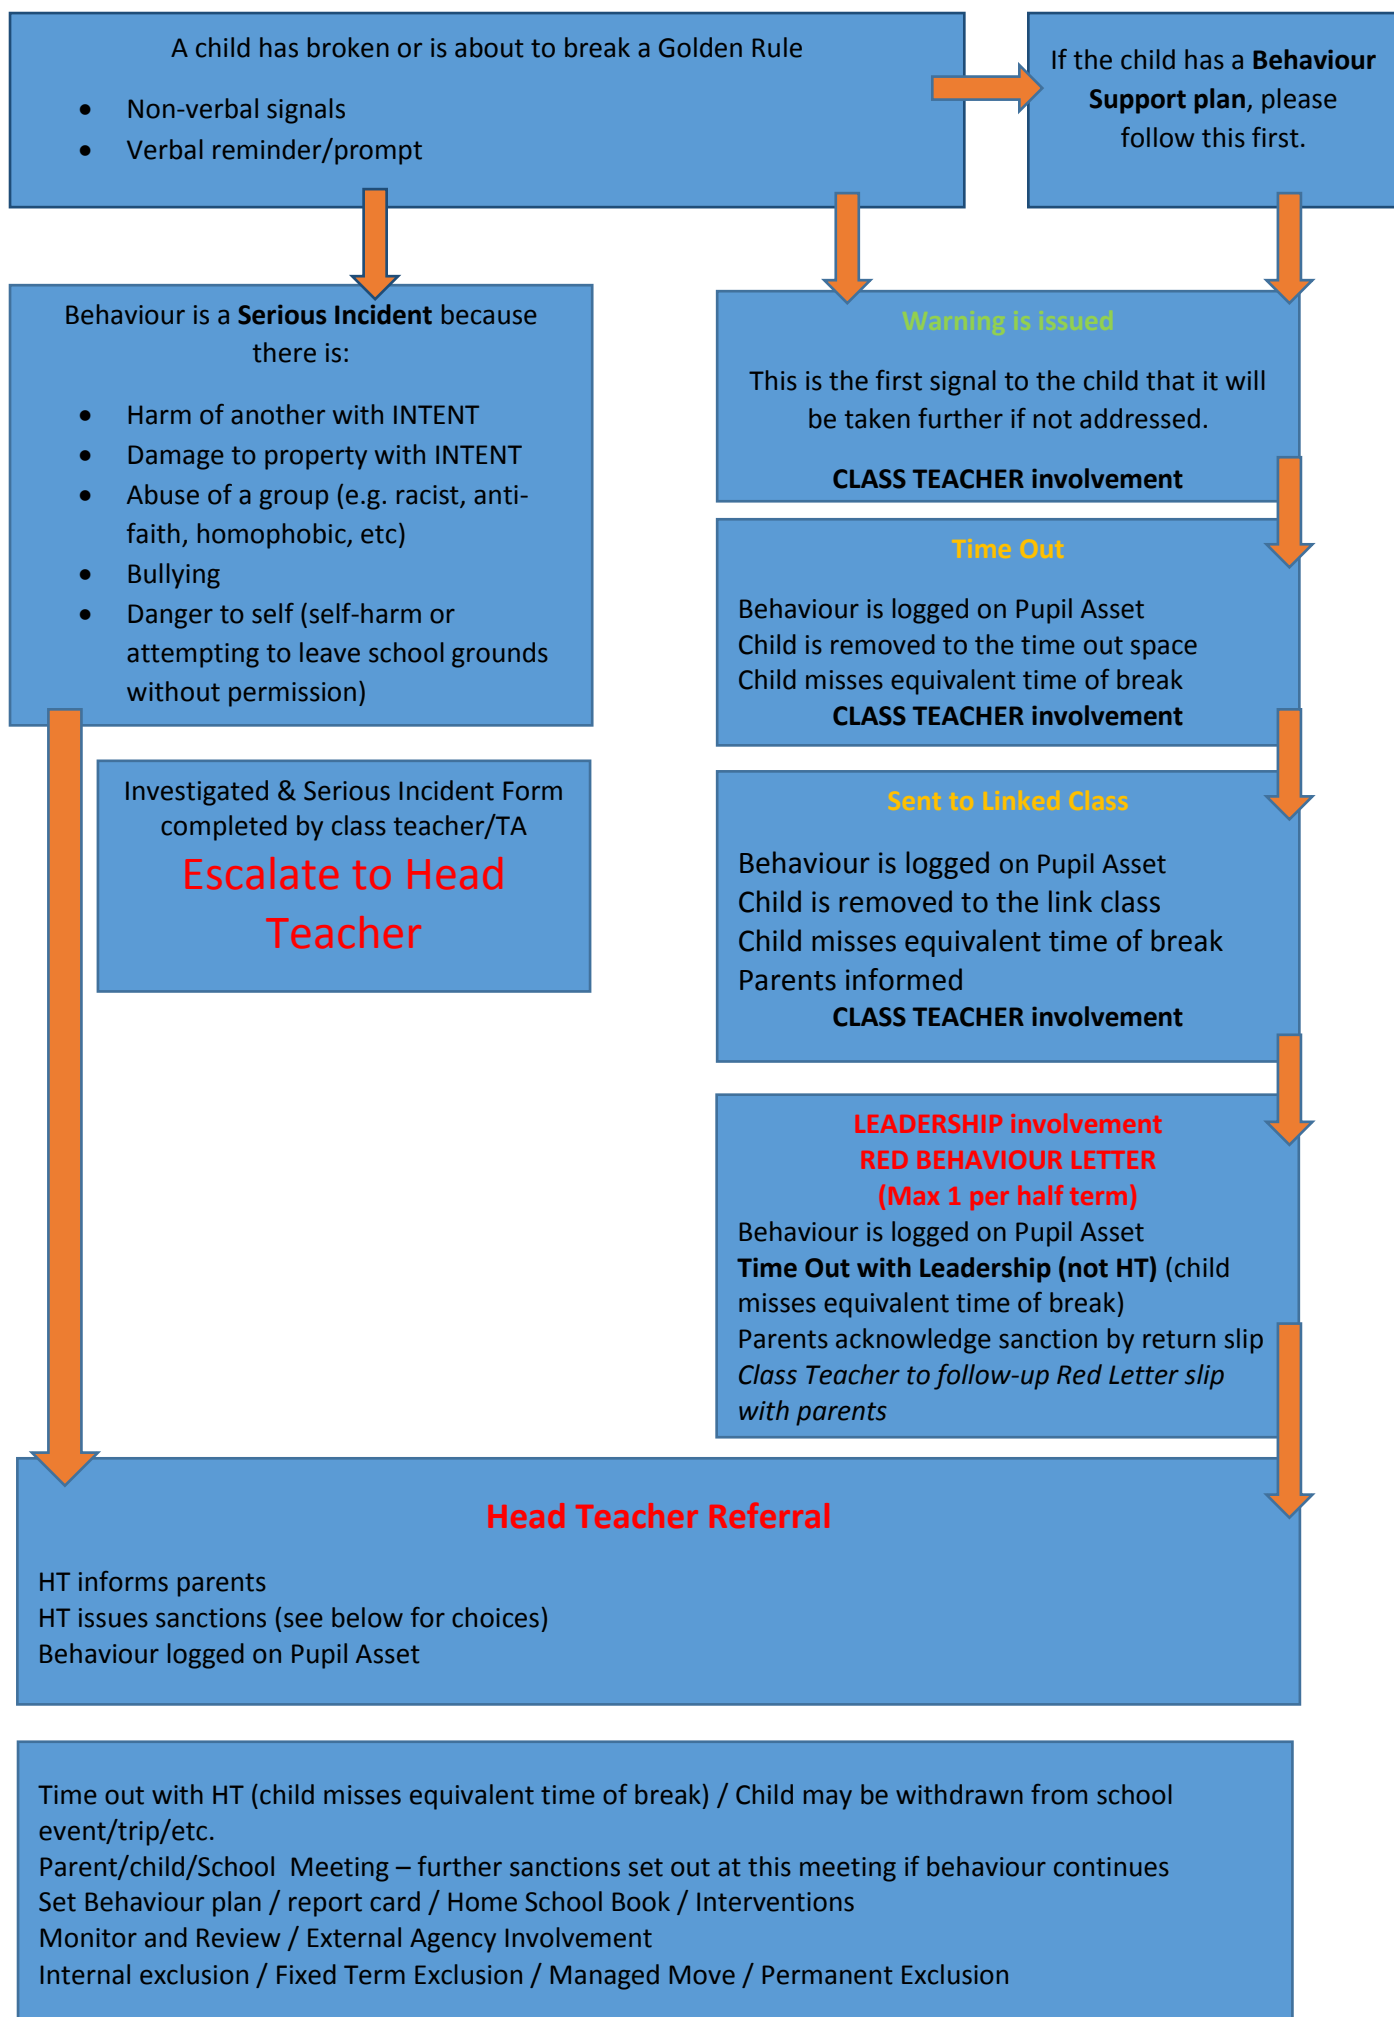 A child has broken or is about to break a Golden Rule
• Non-verbal signals
• Verbal reminder/prompt
If the child has a Behaviour
Support plan, please
follow this first.
Behaviour is a Serious Incident because
there is:
• Harm of another with INTENT
• Damage to property with INTENT
• Abuse of a group (e.g. racist, anti-
faith, homophobic, etc)
• Bullying
• Danger to self (self-harm or
attempting to leave school grounds
without permission)
Investigated & Serious Incident Form
completed by class teacher/TA
Escalate to Head
Teacher
Warning is issued
This is the first signal to the child that it will
be taken further if not addressed.
CLASS TEACHER involvement
Time Out
Behaviour is logged on Pupil Asset
Child is removed to the time out space
Child misses equivalent time of break
CLASS TEACHER involvement
Sent to Linked Class
Behaviour is logged on Pupil Asset
Child is removed to the link class
Child misses equivalent time of break
Parents informed
CLASS TEACHER involvement
LEADERSHIP involvement
RED BEHAVIOUR LETTER
(Max 1 per half term)
Behaviour is logged on Pupil Asset
Time Out with Leadership (not HT) (child
misses equivalent time of break)
Parents acknowledge sanction by return slip
Class Teacher to follow-up Red Letter slip
with parents
Head Teacher Referral
HT informs parents
HT issues sanctions (see below for choices)
Behaviour logged on Pupil Asset
Time out with HT (child misses equivalent time of break) / Child may be withdrawn from school
event/trip/etc.
Parent/child/School  Meeting – further sanctions set out at this meeting if behaviour continues
Set Behaviour plan / report card / Home School Book / Interventions
Monitor and Review / External Agency Involvement
Internal exclusion / Fixed Term Exclusion / Managed Move / Permanent Exclusion